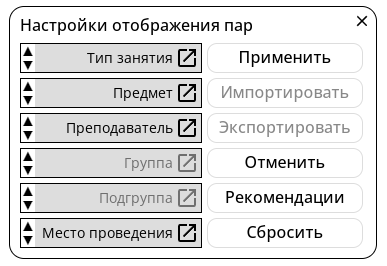 Настройки отображения пар
Тип занятия
Применить
Предмет
Импортировать
Преподаватель
Экспортировать
Группа
Отменить
Подгруппа
Рекомендации
Место проведения
Сбросить